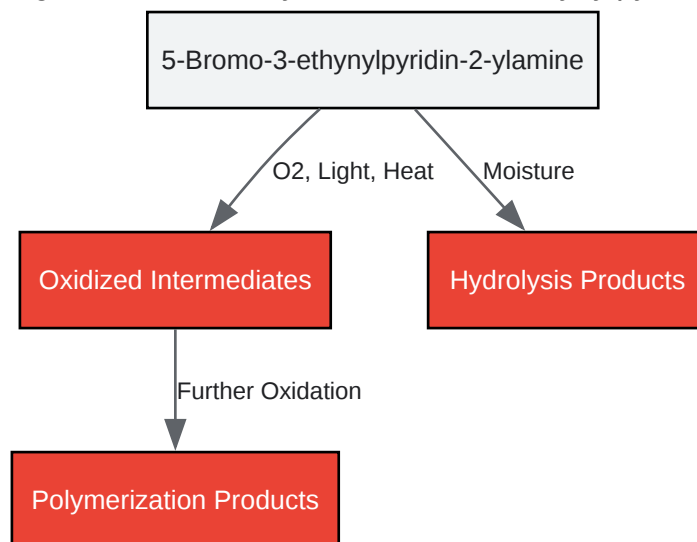 5-Bromo-3-ethynylpyridin-2-ylamine
O2, Light, Heat
Moisture
Oxidized Intermediates
Hydrolysis Products
Further Oxidation
Polymerization Products